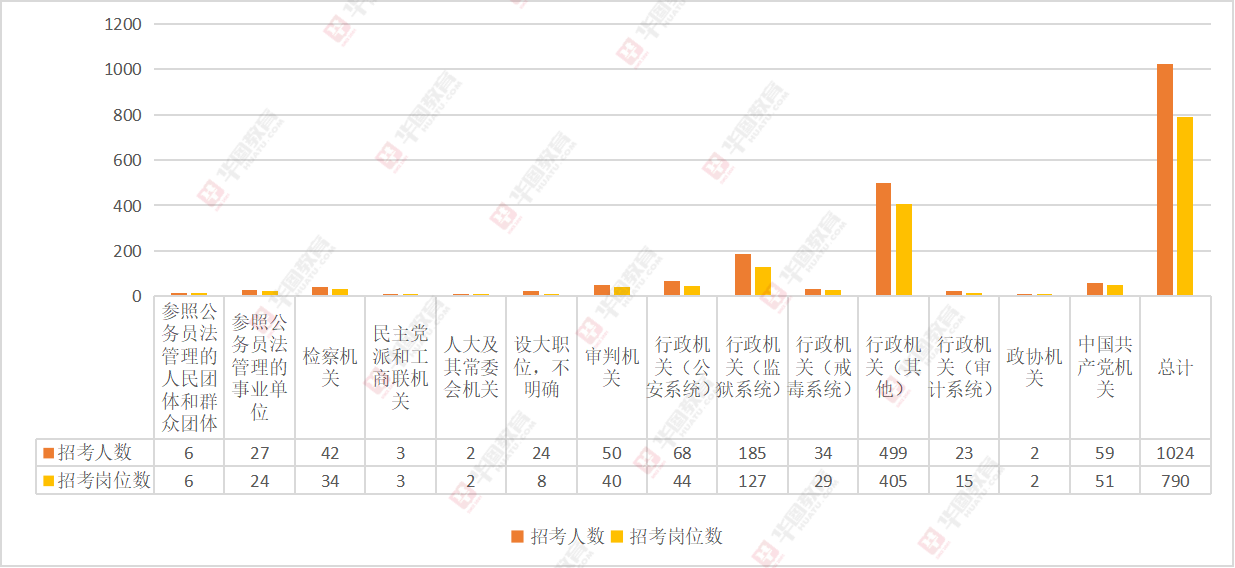 1200
1000
800
600
400
200
0
参照公
务员法
管理的
人民团
体和群
众团体
参照公
务员法
管理的
事业单
位
检察机
关
民主党
派和工
商联机
关
人大及
其常委
会机关
设大职
位，不
明确
审判机
关
行政机
关（公
安系统）
行政机
关（监
狱系统）
行政机
关（戒
毒系统）
行政机
关（其
他）
行政机
关（审
计系统）
政协机
关
中国共
产党机
关
总计
招考人数 6 27 42 3 2 24 50 68 185 34 499 23 2 59 1024
招考岗位数 6 24 34 3 2 8 40 44 127 29 405 15 2 51 790
招考人数 招考岗位数
华图教育
HUATU.COM